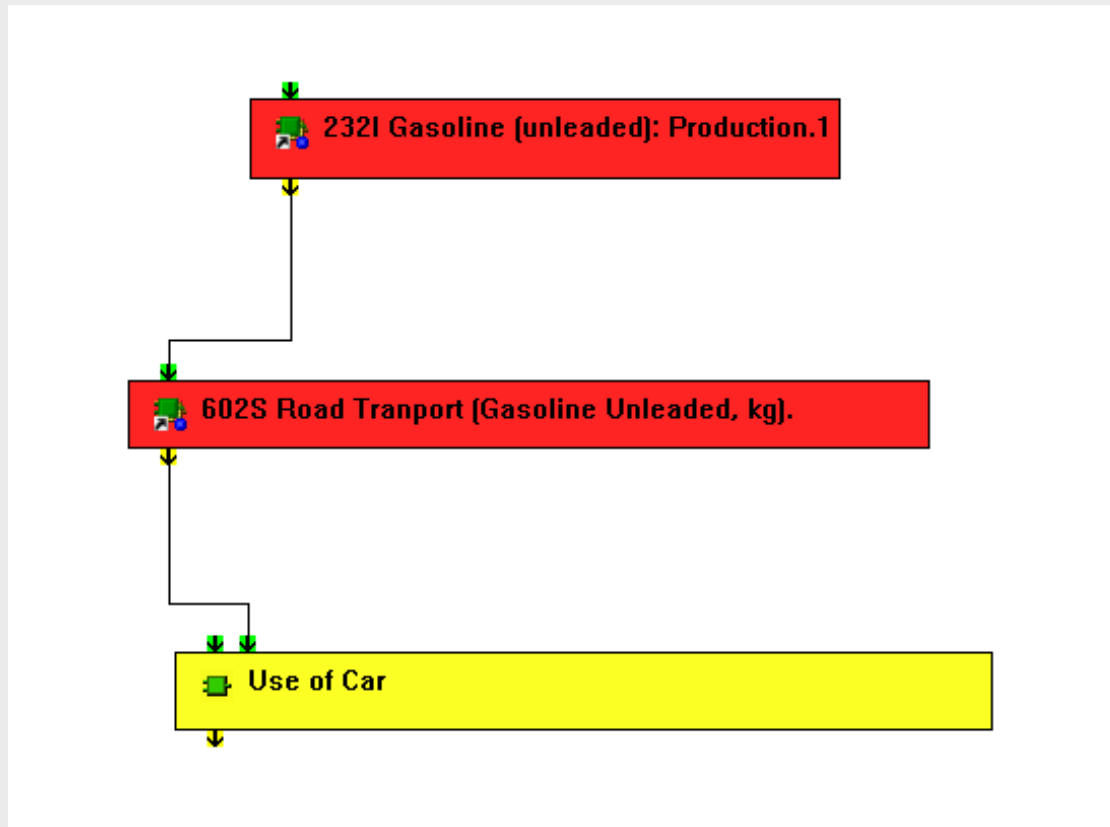 232I Gasoline (unleaded): Production.1
602S Road Tranport (Gasoline Unleaded, kg).
Use of Car